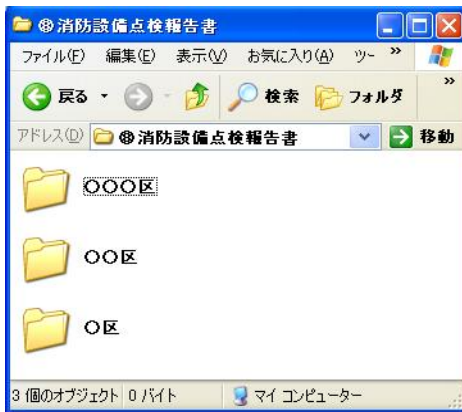 ㊝消防設備点検報告書
ファイル(F) 編集(E) 表示(V) お気に入り(A) ツー »
戻る 検索 フォルダ »
アドレス(D) ㊝消防設備点検報告書 移動
〇〇〇区
〇〇区
〇区
3 個のオブジェクト 0 バイト マイ コンピューター